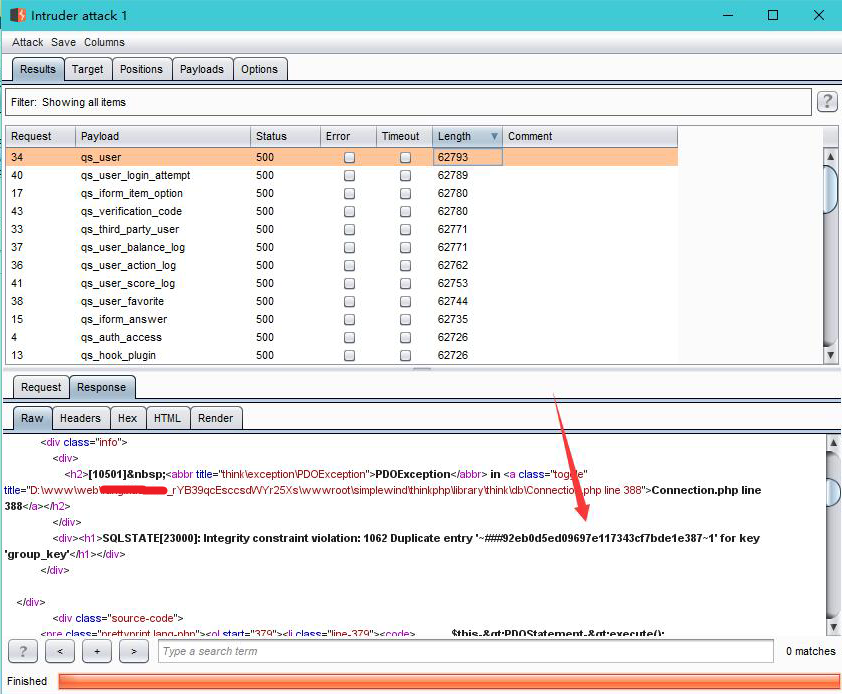 Intruder attack 1
Attack Save Columns
Results Target Positions Payloads Options
Filter: Showing all items ?
Request Payload Status Error Timeout Length Comment
34 qs_user 500 62793
40 qs_user_login_attempt 500 62789
17 qs_iform_item_option 500 62780
43 qs_verification_code 500 62780
33 qs_third_party_user 500 62771
37 qs_user_balance_log 500 62771
36 qs_user_action_log 500 62762
41 qs_user_score_log 500 62753
38 qs_user_favorite 500 62744
15 qs_iform_answer 500 62735
4 qs_auth_access 500 62726
13 qs_hook_plugin 500 62726
Request Response
Raw Headers Hex HTML Render
<div class="info">
<div>
<h2>[10501]&nbsp;<abbr title="think\exception\PDOException">PDOException</abbr> in <a class="toggle"
title="D:\www\web\_rYB39qcEsccsdWYr25Xs\wwwroot\simplewind\thinkphp\library\think\db\Connection.php line 388">Connection.php line
388</a></h2>
</div>
<div><h1>SQLSTATE[23000]: Integrity constraint violation: 1062 Duplicate entry '~###92eb0d5ed09697e117343cf7bde1e387~1' for key
'group_key'</h1></div>
</div>
</div>
<div class="source-code">
<pre class="prettyprint lang-php"><ol start="379"><li class="line-379"><code> $this-&gt;PDOStatement-&gt;execute();
? < + > Type a search term 0 matches
Finished